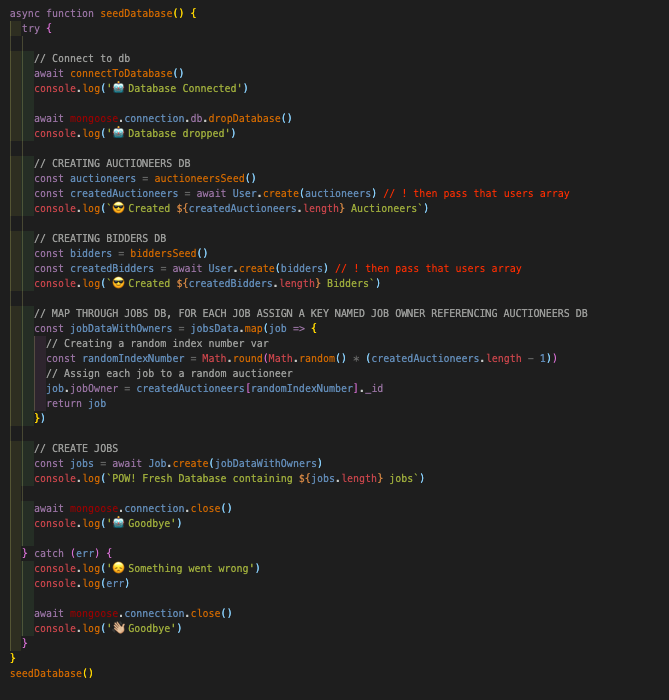 async function seedDatabase() {
try {
// Connect to db
await connectToDatabase()
console.log('🤖 Database Connected')
await mongoose.connection.db.dropDatabase()
console.log('🤖 Database dropped')
// CREATING AUCTIONEERS DB
const auctioneers = auctioneersSeed()
const createdAuctioneers = await User.create(auctioneers) // ! then pass that users array
console.log(`😎 Created ${createdAuctioneers.length} Auctioneers`)
// CREATING BIDDERS DB
const bidders = biddersSeed()
const createdBidders = await User.create(bidders) // ! then pass that users array
console.log(`😎 Created ${createdBidders.length} Bidders`)
// MAP THROUGH JOBS DB, FOR EACH JOB ASSIGN A KEY NAMED JOB OWNER REFERENCING AUCTIONEERS DB
const jobDataWithOwners = jobsData.map(job => {
// Creating a random index number var
const randomIndexNumber = Math.round(Math.random() * (createdAuctioneers.length - 1))
// Assign each job to a random auctioneer
job.jobOwner = createdAuctioneers[randomIndexNumber]._id
return job
})
// CREATE JOBS
const jobs = await Job.create(jobDataWithOwners)
console.log(`POW! Fresh Database containing ${jobs.length} jobs`)
await mongoose.connection.close()
console.log('🤖 Goodbye')
} catch (err) {
console.log('😞 Something went wrong')
console.log(err)
await mongoose.connection.close()
console.log('👋🏼 Goodbye')
}
}
seedDatabase()